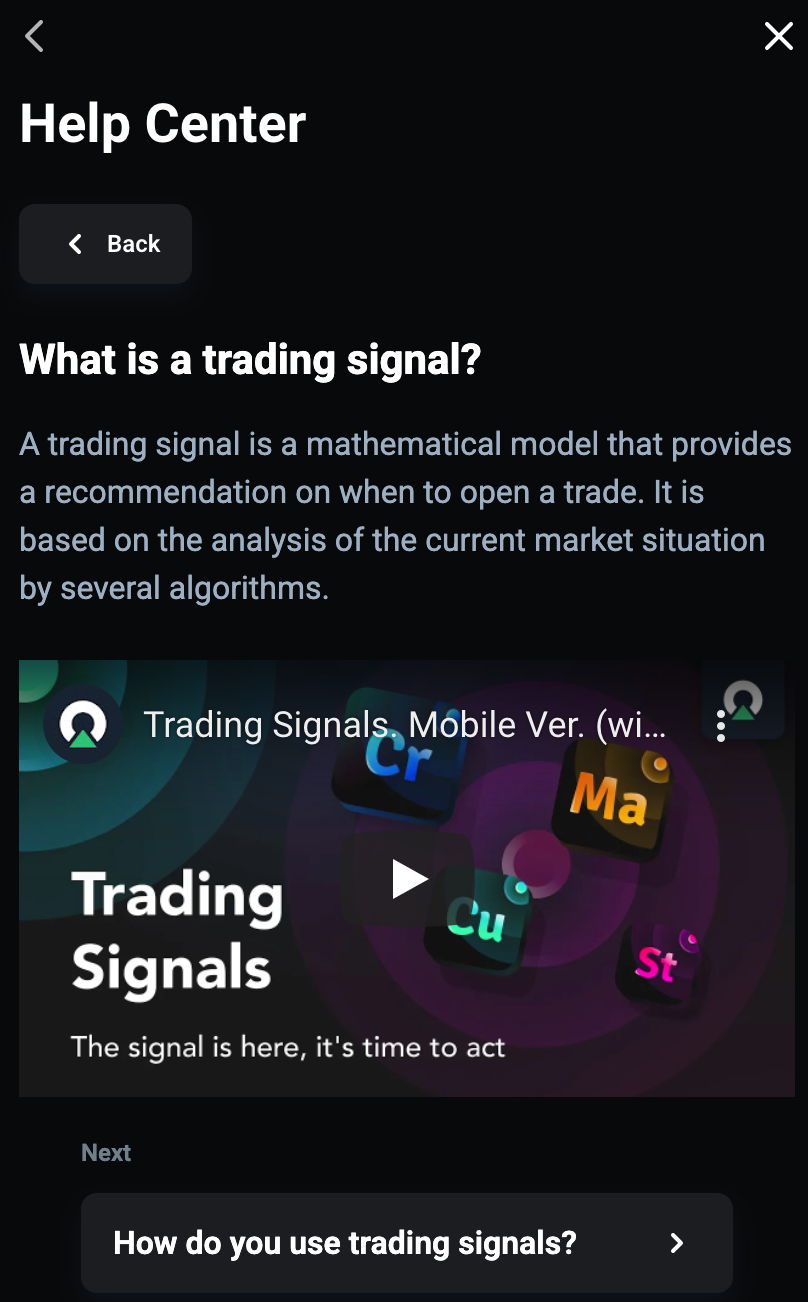 Help Center
Back
What is a trading signal?
A trading signal is a mathematical model that provides
a recommendation on when to open a trade. It is
based on the analysis of the current market situation
by several algorithms.
Trading Signals. Mobile Ver. (wi...
Cr
Ma
Trading
Signals
Cu
St
The signal is here, it's time to act
Next
How do you use trading signals?